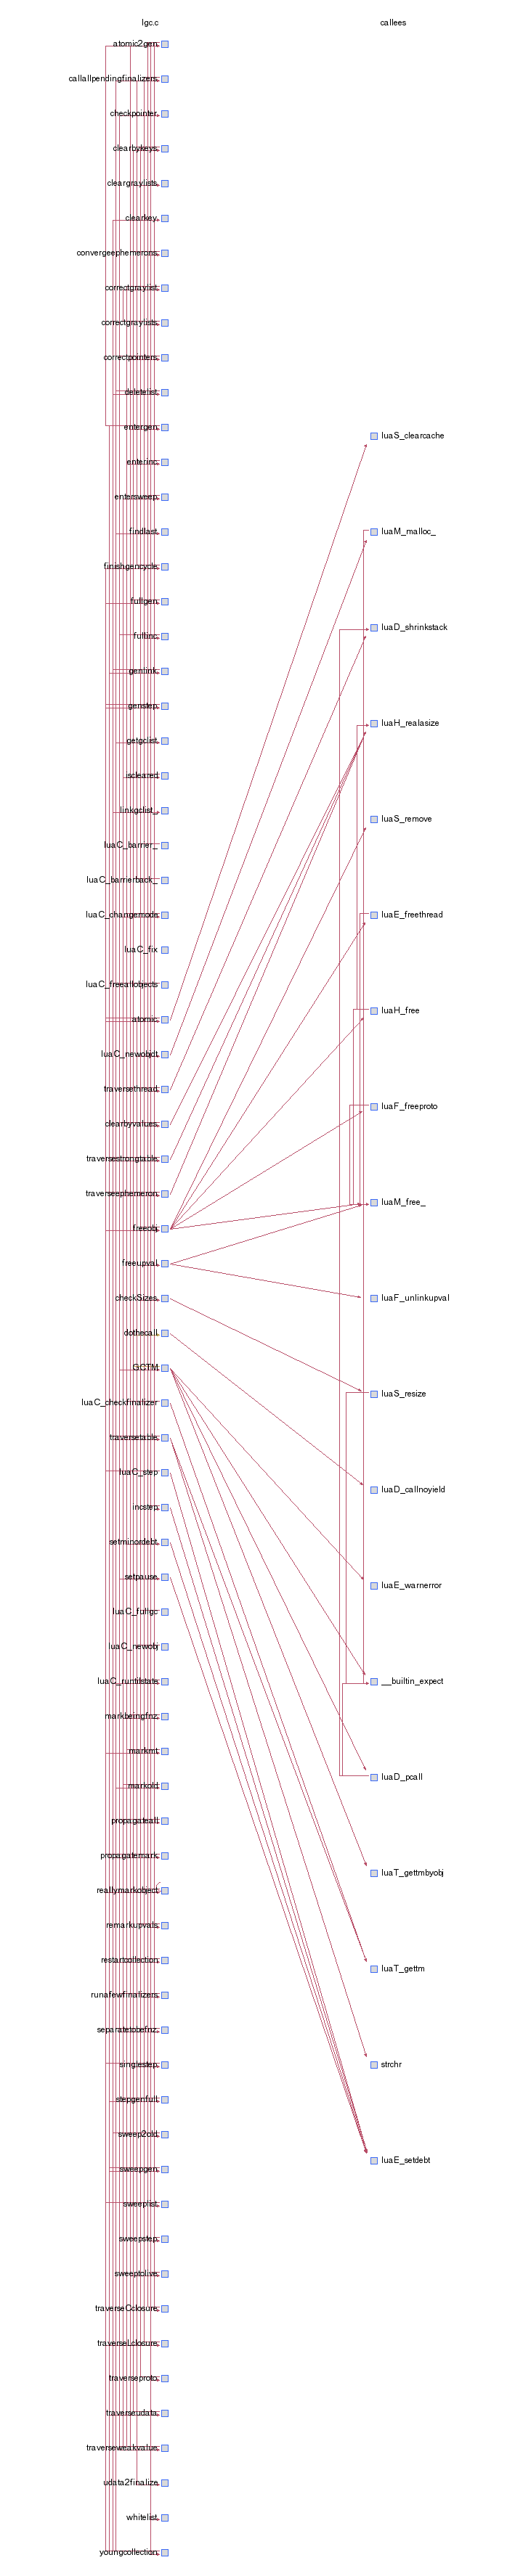 lgc.c
callees
atomic2gen
callallpendingfinalizers
checkpointer
clearbykeys
cleargraylists
clearkey
convergeephemerons
correctgraylist
correctgraylists
correctpointers
deletelist
entergen
luaS_clearcache
enterinc
entersweep
findlast
luaM_malloc_
finishgencycle
fullgen
luaD_shrinkstack
fullinc
genlink
genstep
luaH_realasize
getgclist
iscleared
linkgclist_
luaS_remove
luaC_barrier_
luaC_barrierback_
luaC_changemode
luaE_freethread
luaC_fix
luaC_freeallobjects
luaH_free
atomic
luaC_newobjdt
traversethread
luaF_freeproto
clearbyvalues
traversestrongtable
traverseephemeron
luaM_free_
freeobj
freeupval
checkSizes
luaF_unlinkupval
dothecall
GCTM
luaS_resize
luaC_checkfinalizer
traversetable
luaC_step
luaD_callnoyield
incstep
setminordebt
setpause
luaE_warnerror
luaC_fullgc
luaC_newobj
luaC_runtilstate
__builtin_expect
markbeingfnz
markmt
luaD_pcall
markold
propagateall
propagatemark
luaT_gettmbyobj
reallymarkobject
remarkupvals
restartcollection
luaT_gettm
runafewfinalizers
separatetobefnz
singlestep
strchr
stepgenfull
sweep2old
sweepgen
luaE_setdebt
sweeplist
sweepstep
sweeptolive
traverseCclosure
traverseLclosure
traverseproto
traverseudata
traverseweakvalue
udata2finalize
whitelist
youngcollection